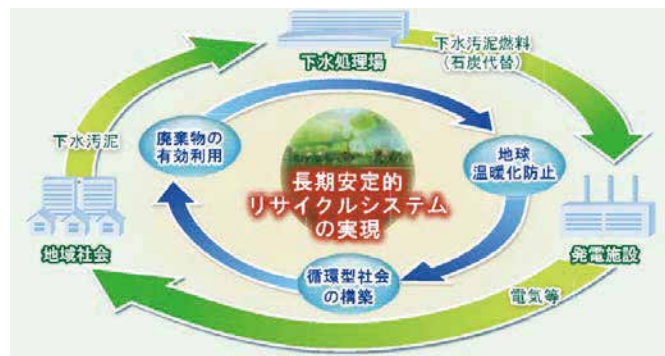 下水処理場
下水汚泥燃料
（石炭代替）
下水汚泥
廃棄物の
有効利用
地球
温暖化防止
長期安定的
リサイクルシステム
の実現
地域社会
発電施設
循環型社会
の構築
電気等